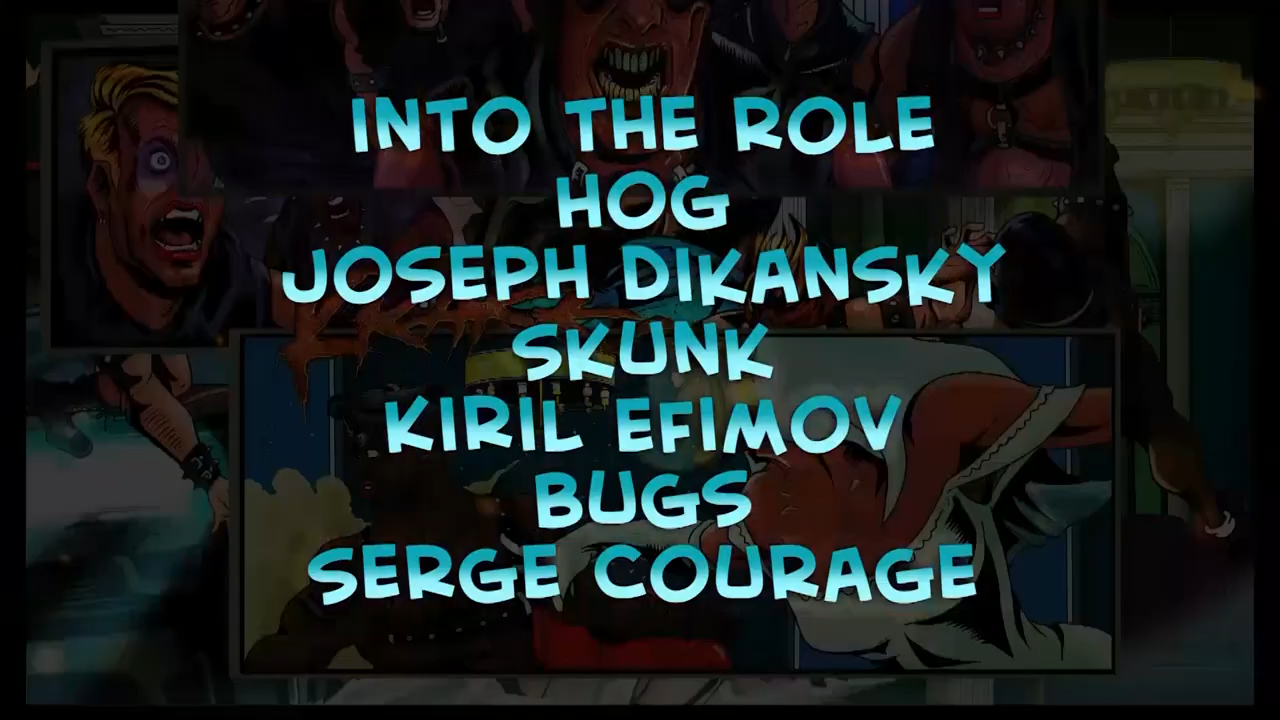 INTO THE ROLE
HOG
JOSEPH DIKANSKY
SKUNK
KIRIL EFIMOV
BUGS
SERGE COURAGE